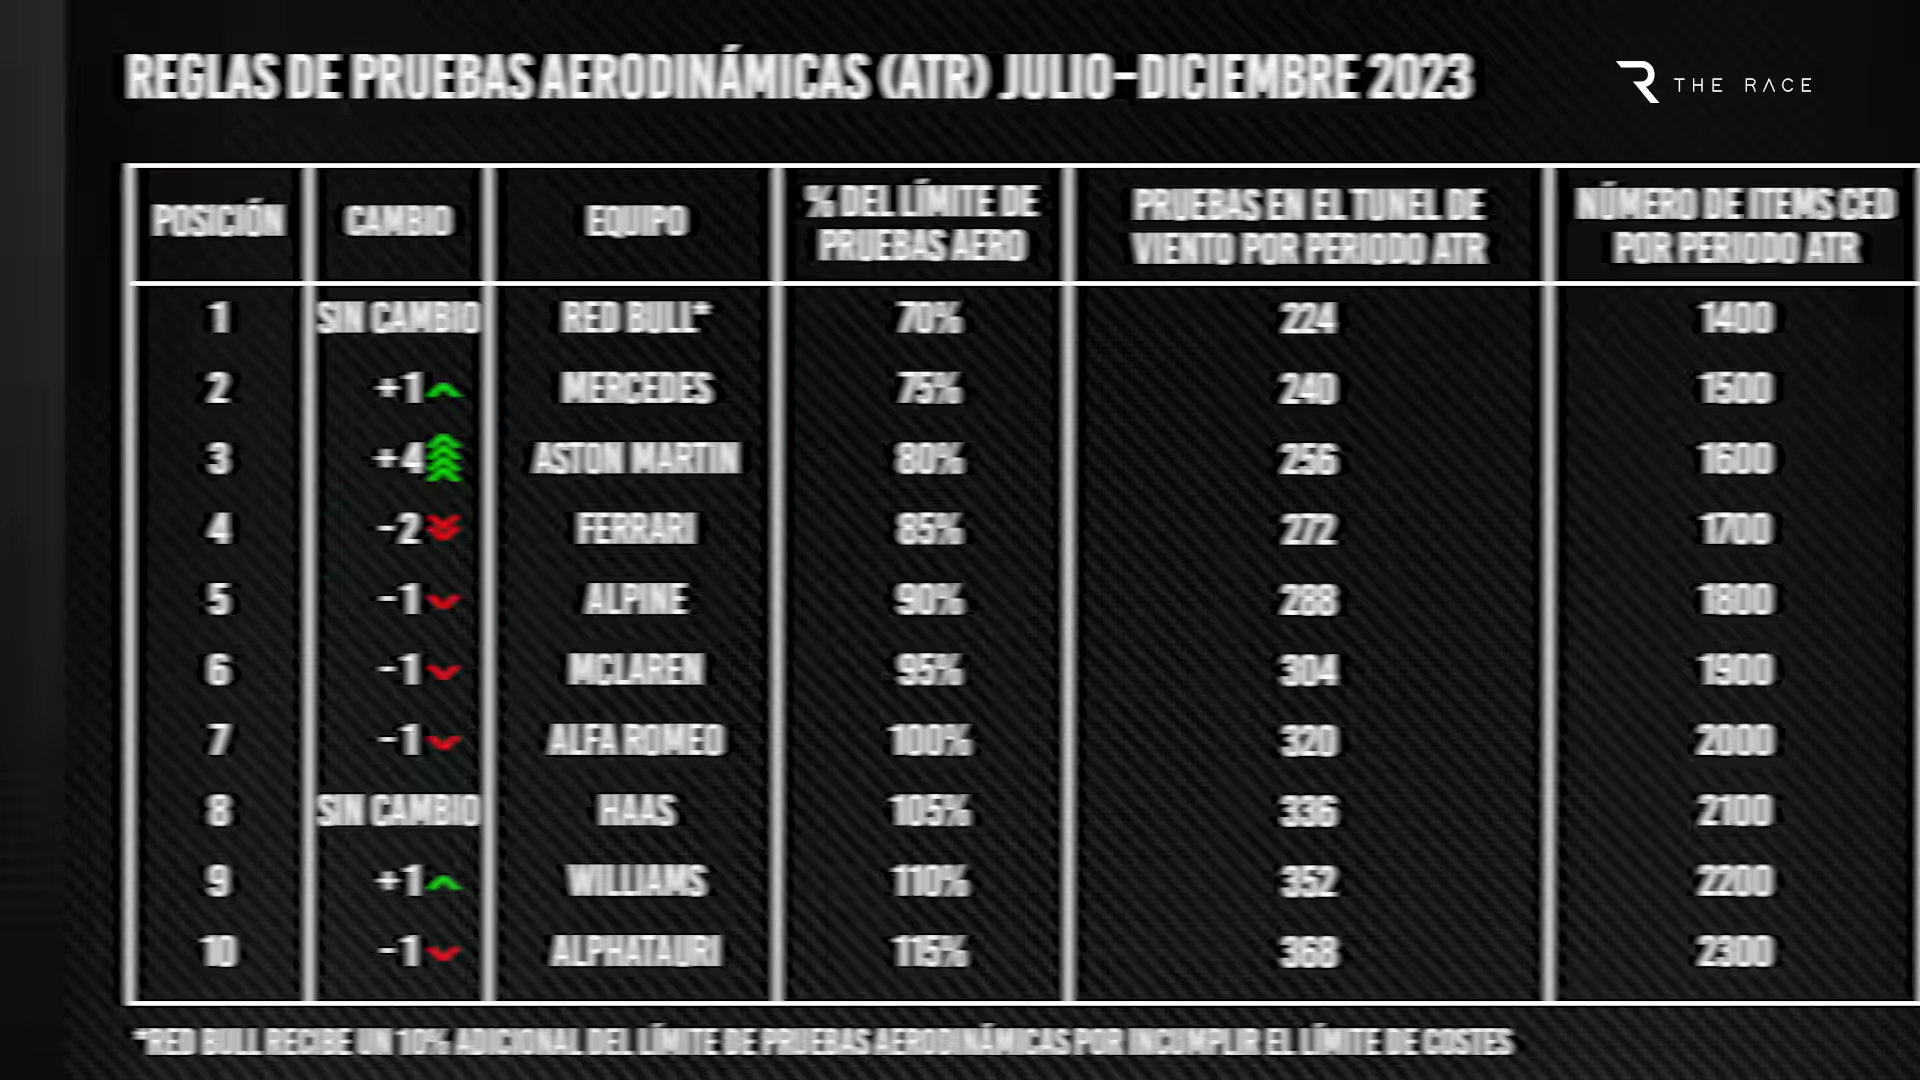 REGLAS DE PRUEBAS AERODINÁMICAS (ATR) JULIO-DICIEMBRE 2023
THE RACE
POSICIÓN CAMBIO EQUIPO % DEL LÍMITE DE PRUEBAS AERO PRUEBAS EN EL TUNEL DE VIENTO POR PERIODO ATR NÚMERO DE ITEMS CFD POR PERIODO ATR
1 SIN CAMBIO RED BULL* 70% 224 1400
2 +1 MERCEDES 75% 240 1500
3 +4 ASTON MARTIN 80% 256 1600
4 -2 FERRARI 85% 272 1700
5 -1 ALPINE 90% 288 1800
6 -1 MCLAREN 95% 304 1900
7 -1 ALFA ROMEO 100% 320 2000
8 SIN CAMBIO HAAS 105% 336 2100
9 +1 WILLIAMS 110% 352 2200
10 -1 ALPHATAURI 115% 368 2300
*RED BULL RECIBE UN 10% ADICIONAL DEL LÍMITE DE PRUEBAS AERODINÁMICAS POR INCUMPLIR EL LÍMITE DE COSTES